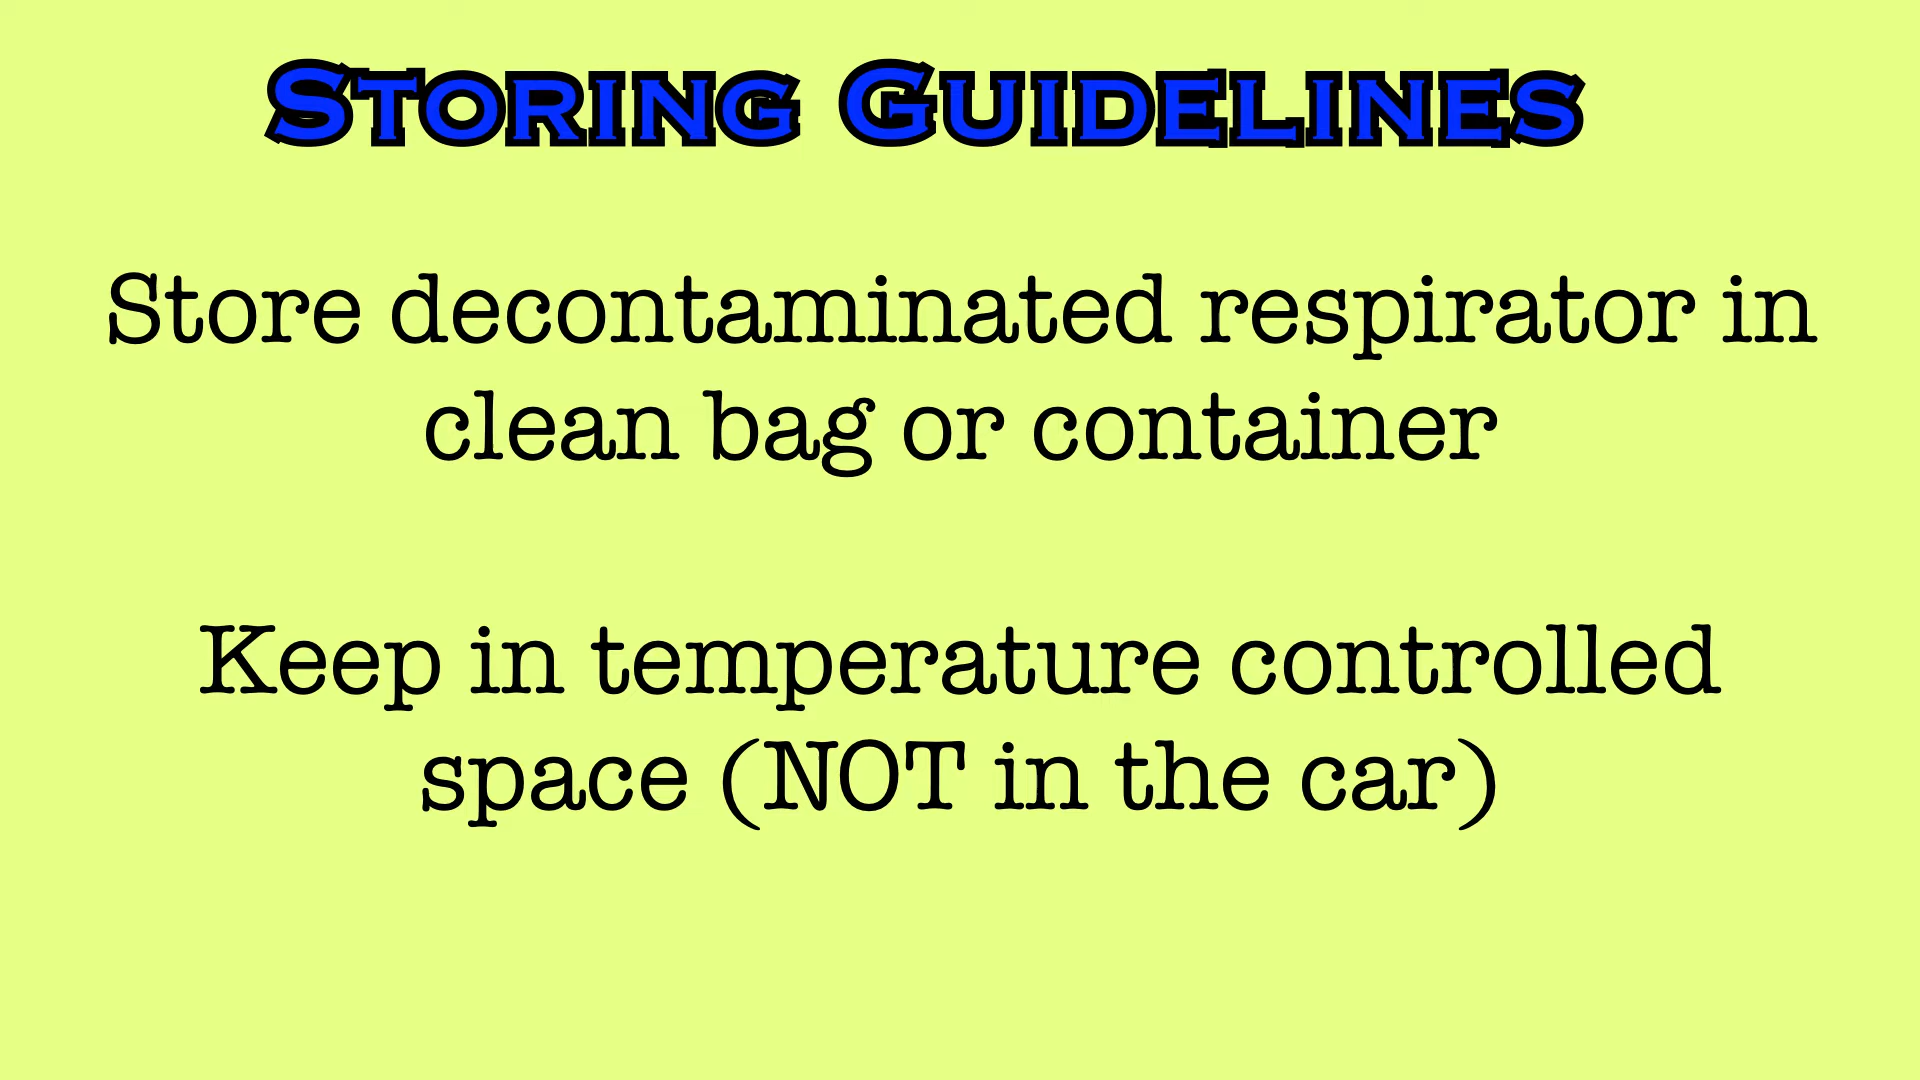 Storing Guidelines
Store decontaminated respirator in
clean bag or container
Keep in temperature controlled
space (NOT in the car)